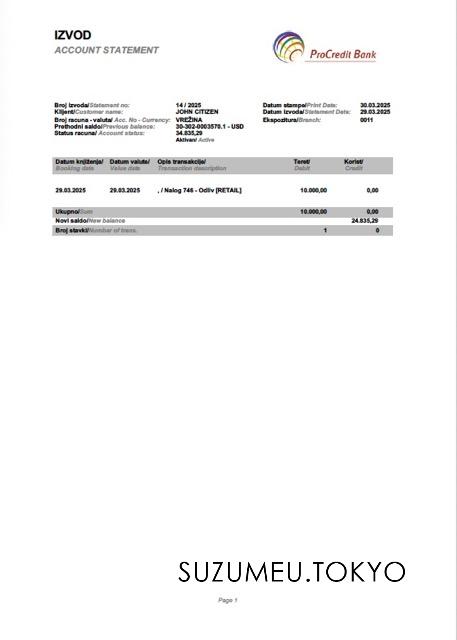 IZVOD
ACCOUNT STATEMENT
ProCredit Bank
Broj izvoda/Statement no: 14 / 2025 Datum stampe/Print Date: 30.03.2025
Klijent/Customer name: JOHN CITIZEN Datum izvoda/Statement Date: 29.03.2025
Broj racuna - valuta/ Acc. No - Currency: VREŽINA Ekspozitura/Branch: 0011
Prethodni saldo/Previous balance: 30-302-0003570.1 - USD
Status racuna/ Account status: 34.835,29
Aktivan/ Active
Datum knjiženja/ Datum valute/ Opis transakcije/ Teret/ Korist/
Booking date Value date Transaction description Debit Credit
29.03.2025 29.03.2025 , / Nalog 746 - Odliv [RETAIL] 10.000,00 0,00
Ukupno/Sum 10.000,00 0,00
Novi saldo/New balance 24.835,29
Broj stavki/Number of trans. 1 0
SUZUMEU.TOKYO
Page 1